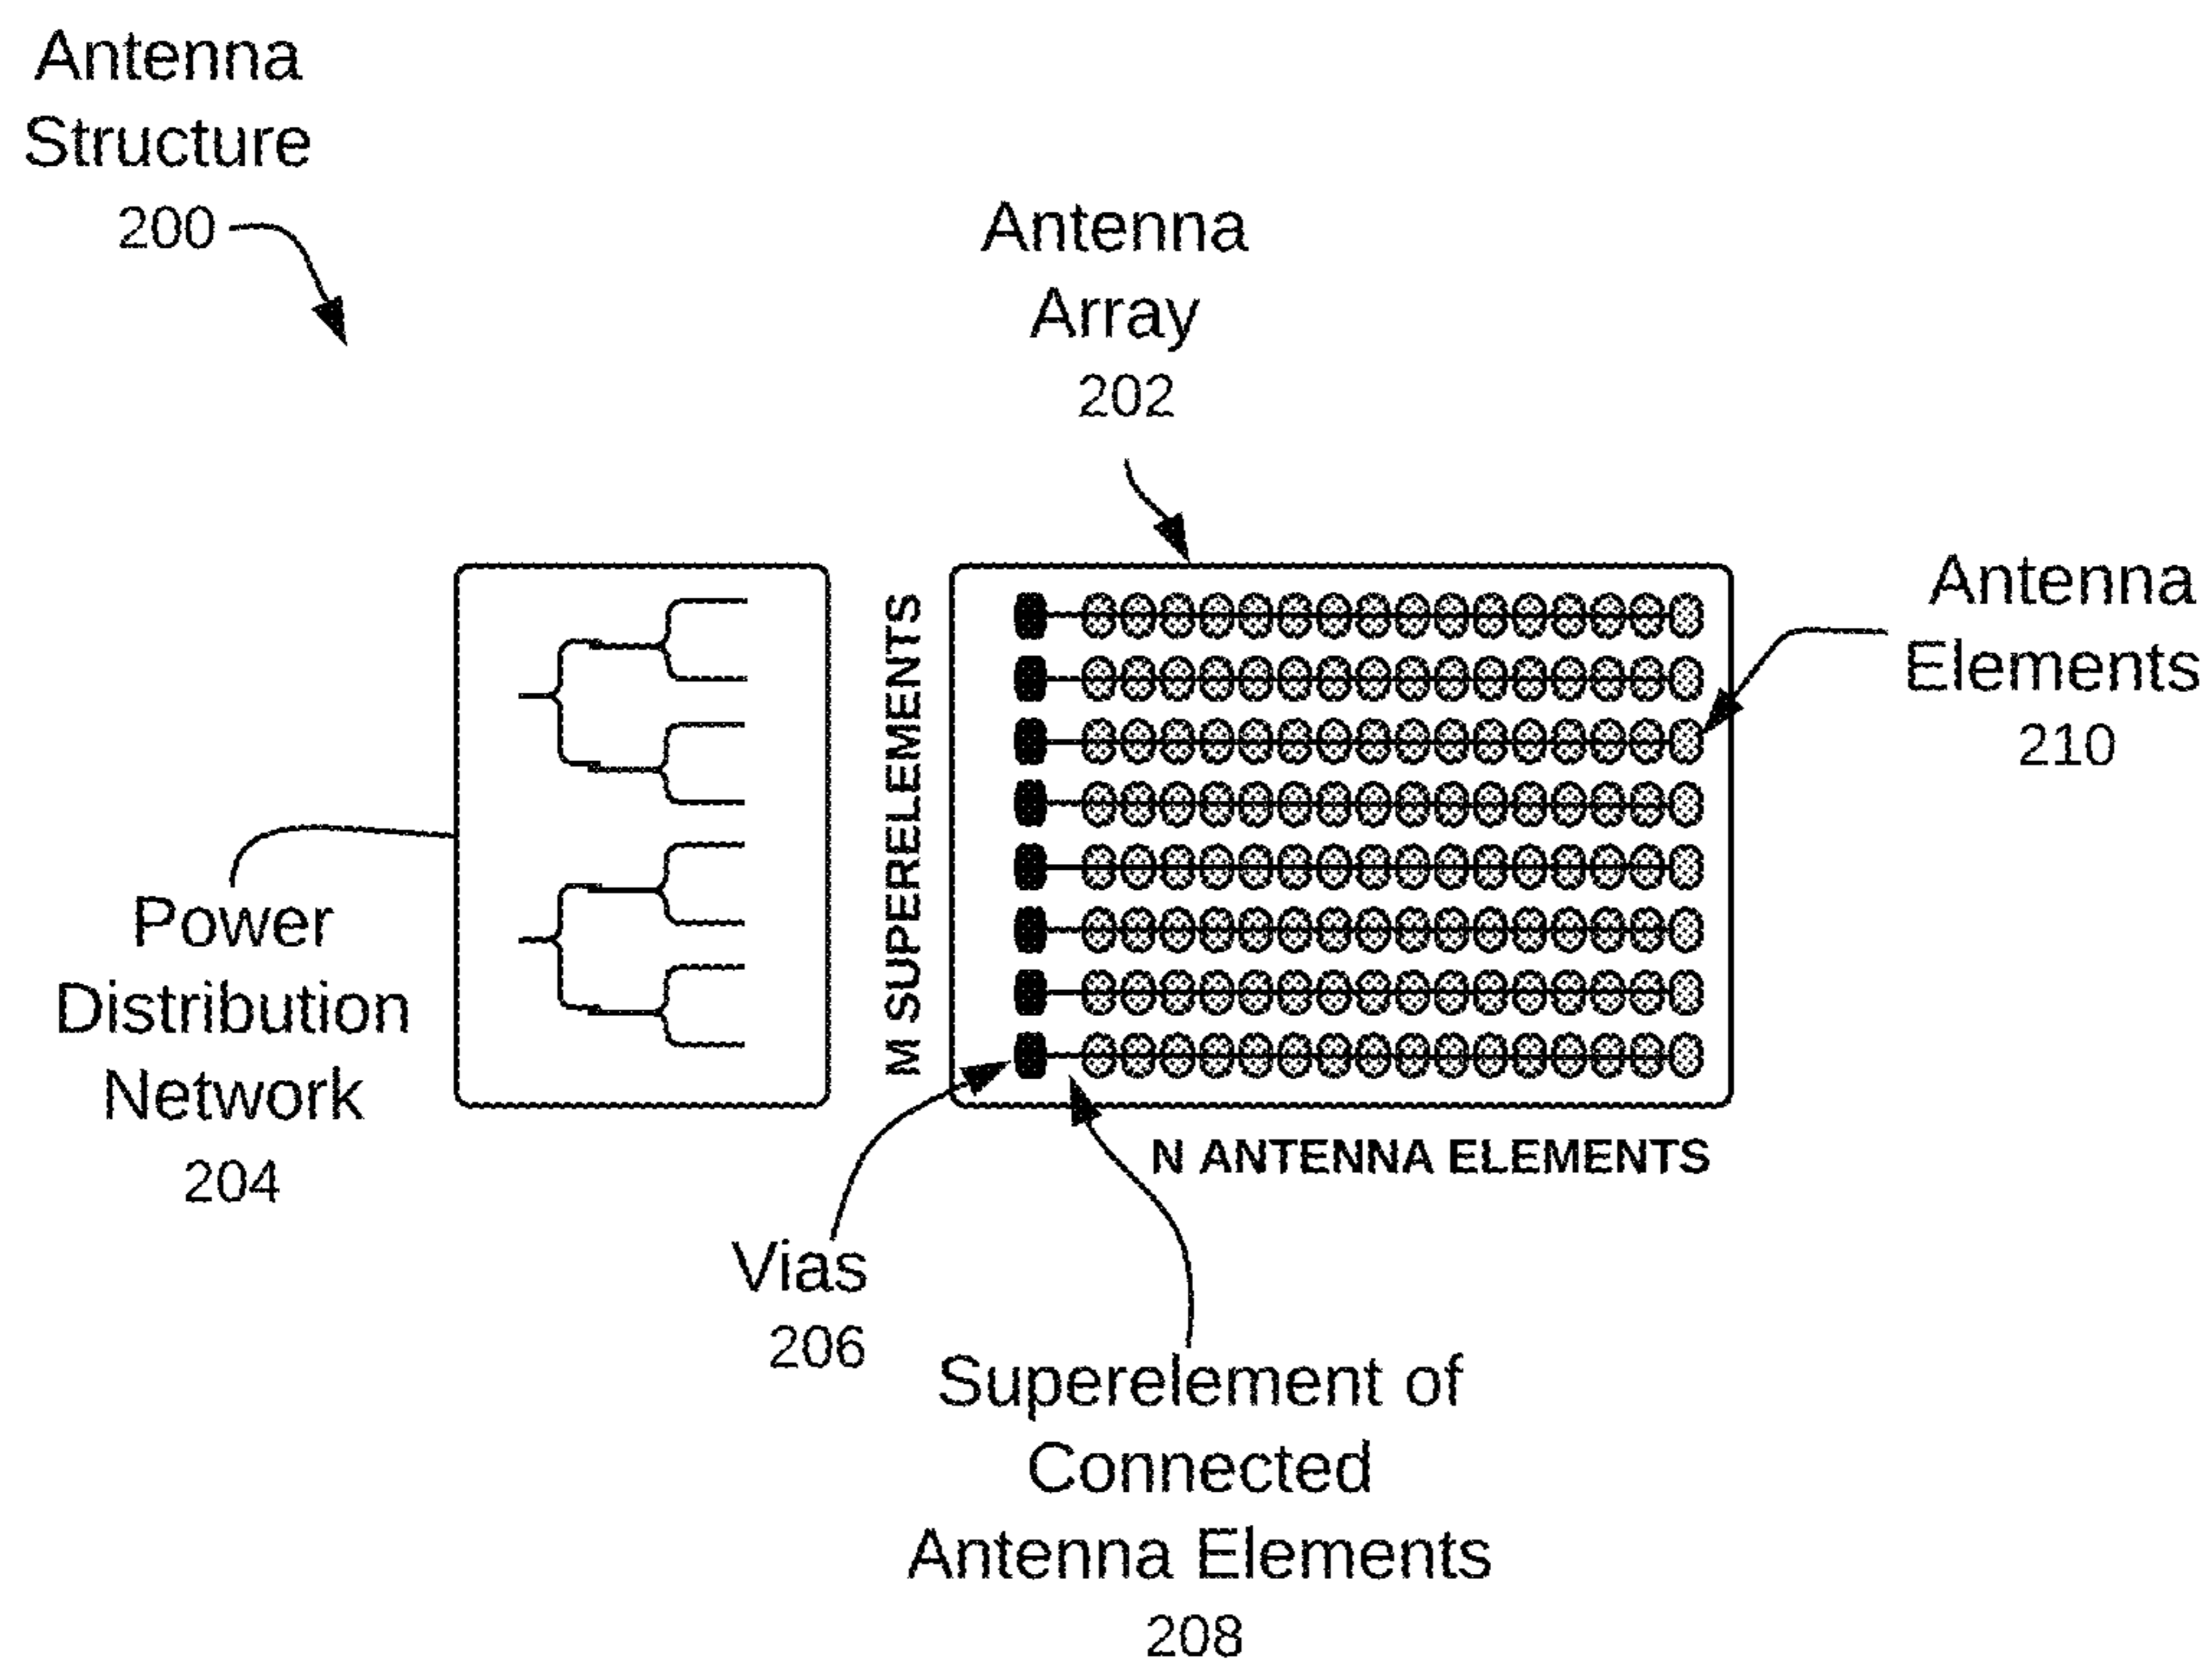 Antenna
Structure
200
Antenna
Array
202
Antenna
Elements
210
M SUPERELEMENTS
Power
Distribution
Network
204
N ANTENNA ELEMENTS
Vias
206
Superelement of
Connected
Antenna Elements
208